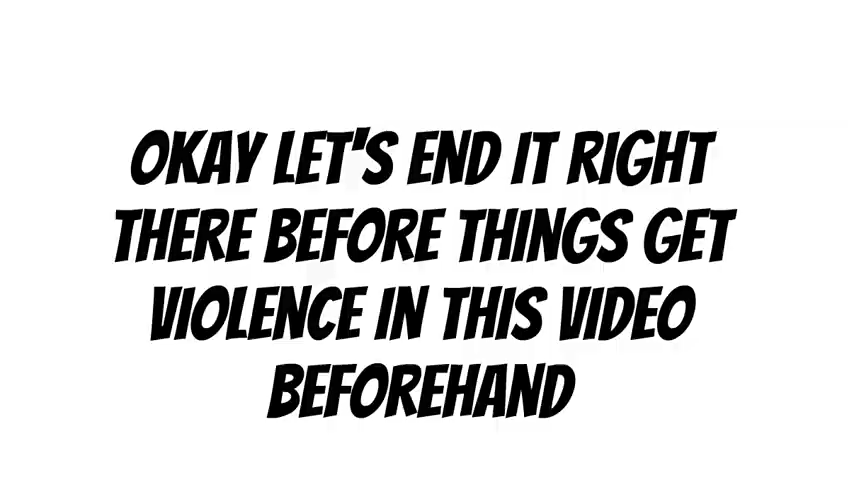 OKAY LET'S END IT RIGHT
THERE BEFORE THINGS GET
VIOLENCE IN THIS VIDEO
BEFOREHAND